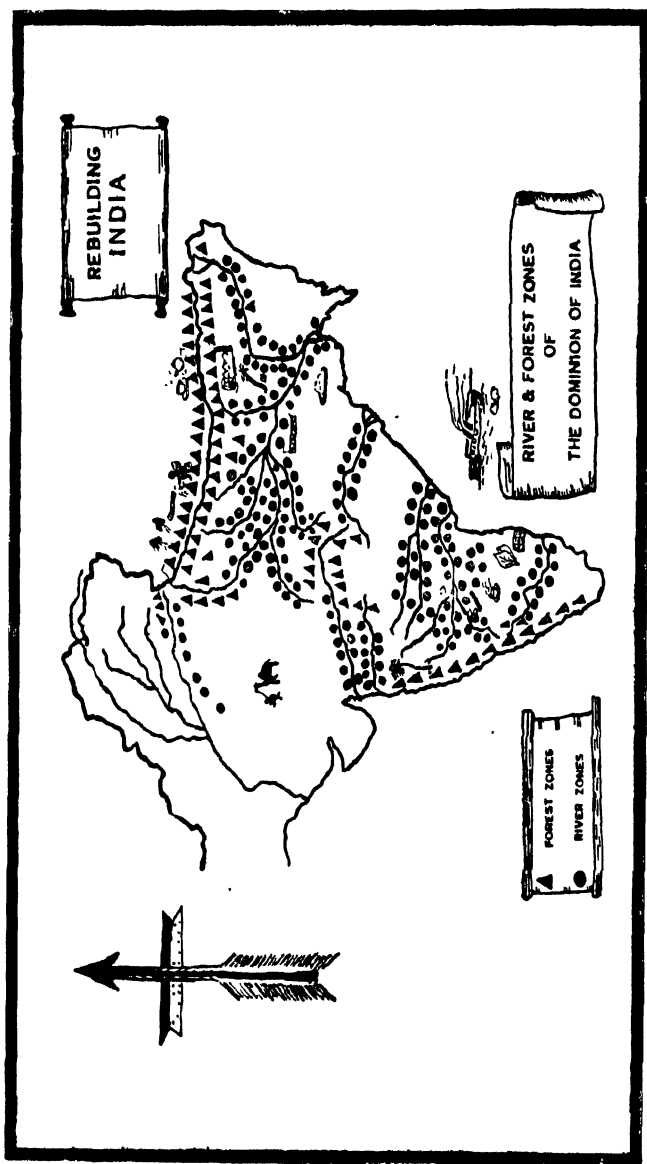 REBUILDING
INDIA
RIVER & FOREST ZONES
OF
THE DOMINION OF INDIA
FOREST ZONES
RIVER ZONES